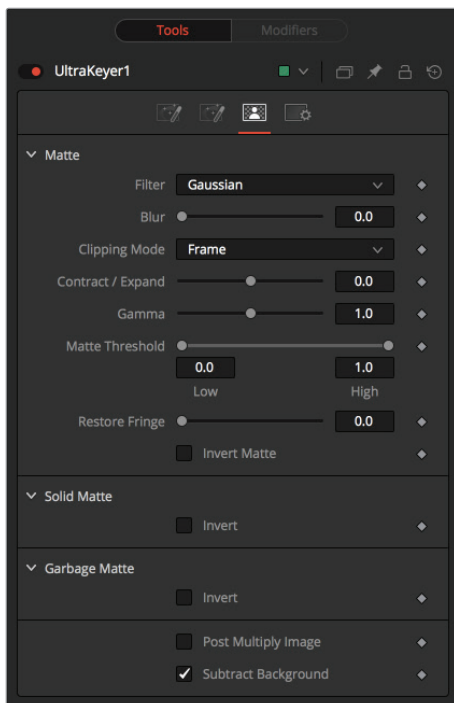 Tools Modifiers
UltraKeyer1
Matte
Filter Gaussian
Blur 0.0
Clipping Mode Frame
Contract / Expand 0.0
Gamma 1.0
Matte Threshold
0.0 1.0
Low High
Restore Fringe 0.0
Invert Matte
Solid Matte
Invert
Garbage Matte
Invert
Post Multiply Image
Subtract Background